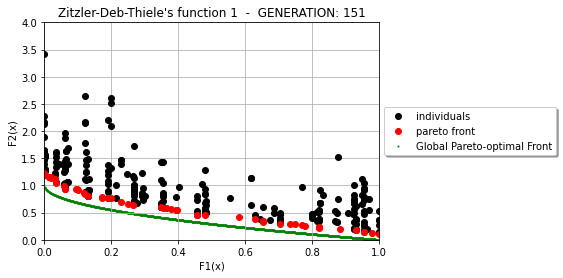 Zitzler-Deb-Thiele's function 1 - GENERATION: 151
4.0
3.5
3.0
2.5
2.0
1.5
1.0
0.5
0.0
F2(x)
0.0 0.2 0.4 0.6 0.8 1.0
F1(x)
individuals
pareto front
Global Pareto-optimal Front